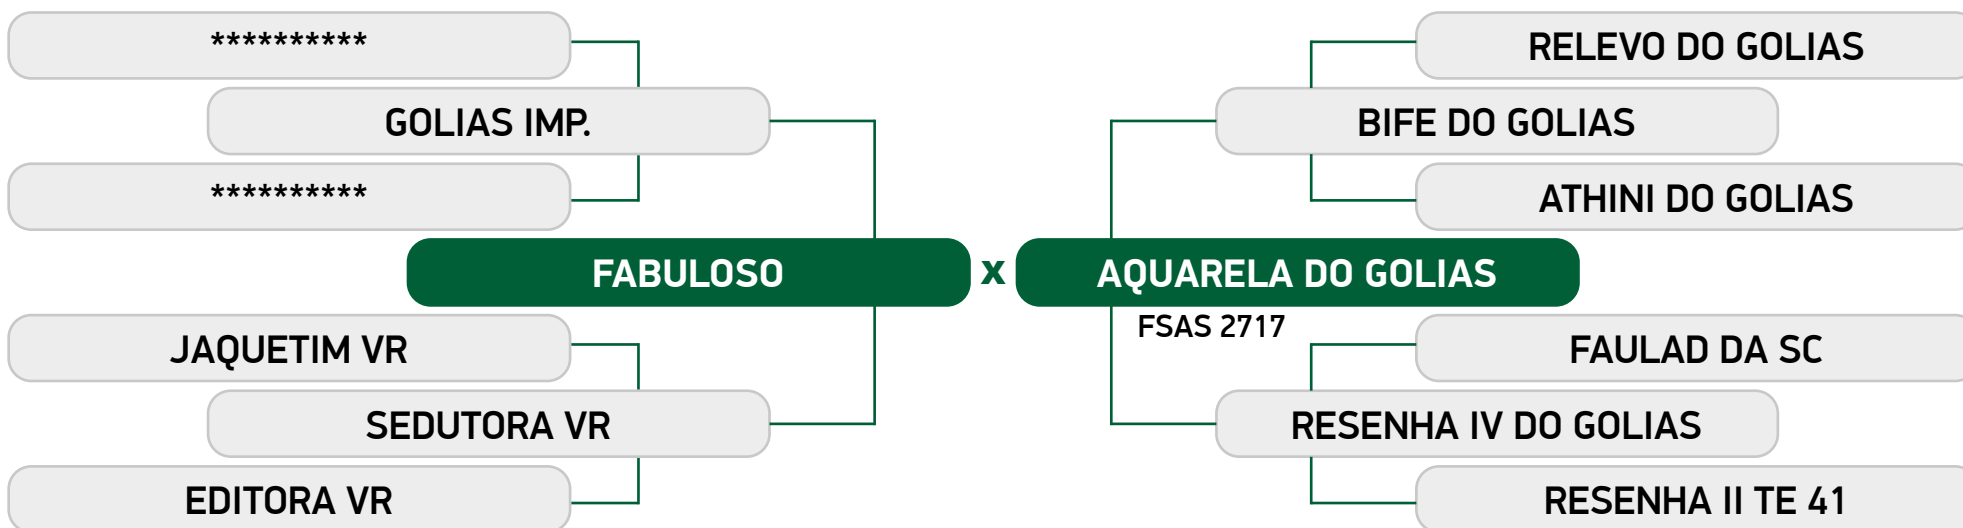 **********
GOLIAS IMP.
**********
FABULOSO
JAQUETIM VR
SEDUTORA VR
EDITORA VR
x
RELEVO DO GOLIAS
BIFE DO GOLIAS
ATHINI DO GOLIAS
AQUARELA DO GOLIAS
FSAS 2717
FAULAD DA SC
RESENHA IV DO GOLIAS
RESENHA II TE 41